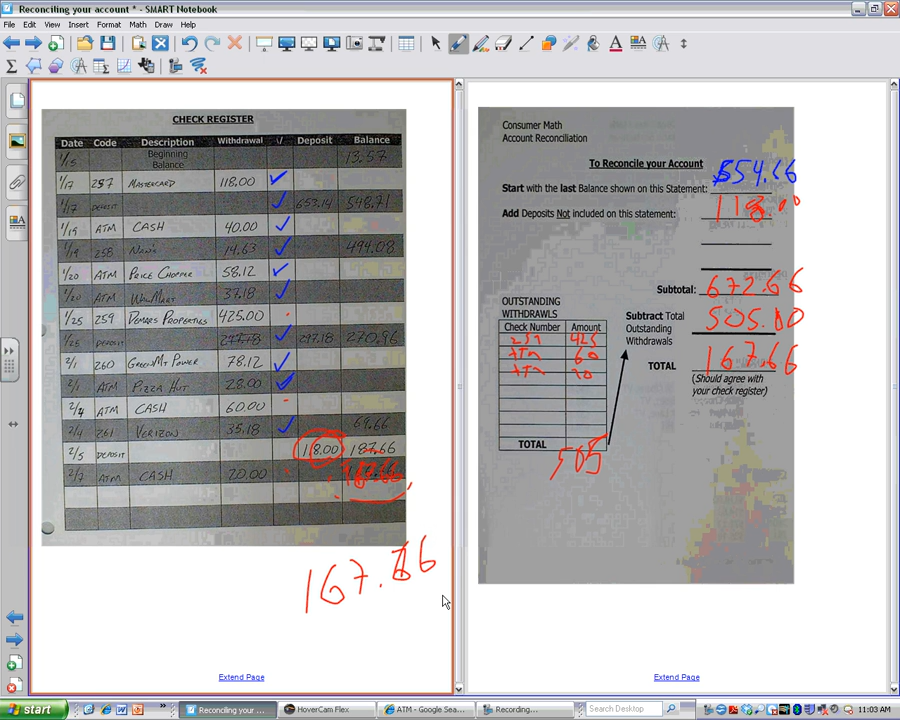 Reconciling your account * - SMART Notebook
File Edit View Insert Format Math Draw Help
CHECK REGISTER
Date Code Description Withdrawal √ Deposit Balance
1/5 Beginning Balance 13.57
1/17 257 MASTERCARD 118.00
1/17 DEPOSIT 653.14 548.71
1/19 ATM CASH 40.00
1/19 258 14.63 494.08
1/20 ATM PRICE CHOPPER 58.12
1/20 ATM WALMART 37.18
1/25 259 DEMARS PROPERTIES 425.00
1/25 DEPOSIT 297.18 270.96
2/1 260 GREEN MT POWER 78.12
2/1 ATM PIZZA HUT 28.00
2/4 ATM CASH 60.00
2/4 261 VERIZON 35.18 69.66
2/5 DEPOSIT 118.00 187.66
2/7 ATM CASH 20.00
167.66
Extend Page
Consumer Math
Account Reconciliation
To Reconcile your Account
Start with the last Balance shown on this Statement: $554.66
Add Deposits Not included on this statement: 118.00
Subtotal: 672.66
OUTSTANDING
WITHDRAWLS
Check Number Amount
259 425
ATM 60
ATM 20
TOTAL
505
Subtract Total
Outstanding
Withdrawals
505.00
TOTAL 167.66
(Should agree with
your check register)
Extend Page
start
Reconciling your ...
HoverCam Flex
ATM - Google Sea...
Recording...
Search Desktop
11:03 AM